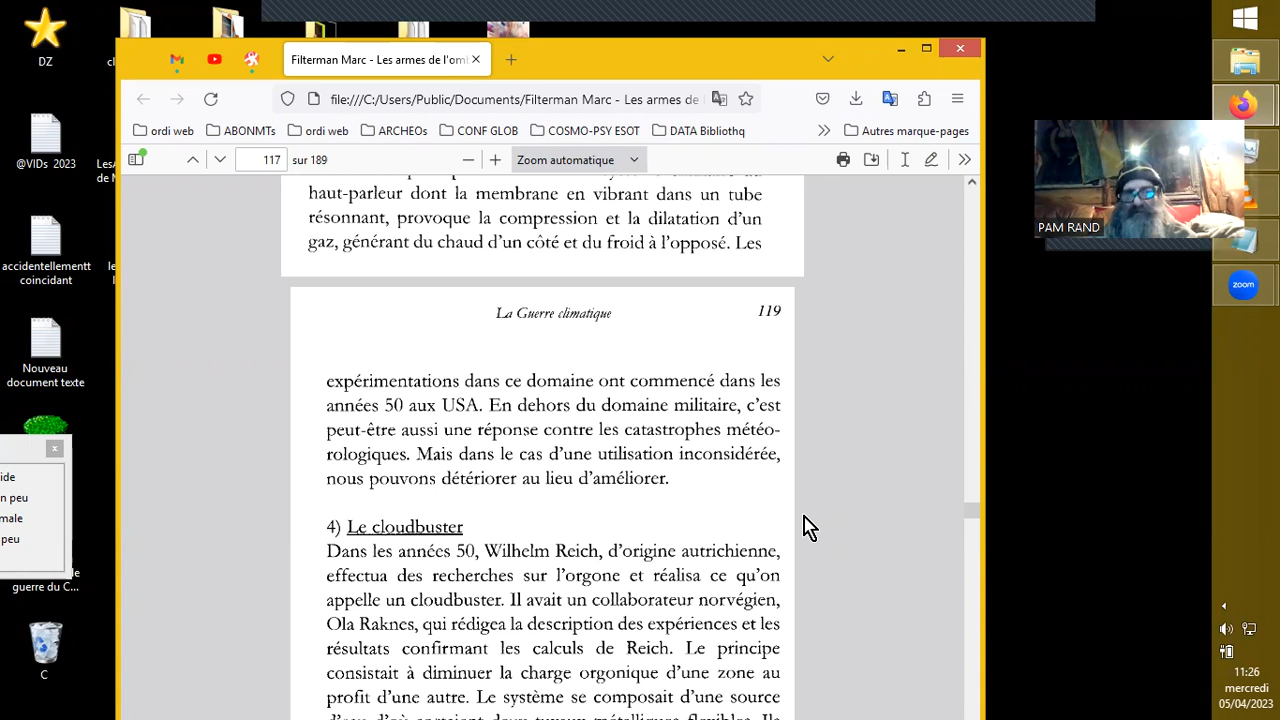 DZ
@VIDs 2023
accidentellementt
coincidant
Nouveau
document texte
guerre du C...
C
Filterman Marc - Les armes de l'oml
file:///C:/Users/Public/Documents/Filterman Marc - Les armes de
ordi web
ABONMTs
ordi web
ARCHEOs
CONF GLOB
COSMO-PSY ESOT
DATA Bibliothq
Autres marque-pages
117 sur 189
Zoom automatique
haut-parleur dont la membrane en vibrant dans un tube
résonnant, provoque la compression et la dilatation d'un
gaz, générant du chaud d'un côté et du froid à l'opposé. Les
La Guerre climatique 119
expérimentations dans ce domaine ont commencé dans les
années 50 aux USA. En dehors du domaine militaire, c'est
peut-être aussi une réponse contre les catastrophes météo-
rologiques. Mais dans le cas d'une utilisation inconsidérée,
nous pouvons détériorer au lieu d'améliorer.
4) Le cloudbuster
Dans les années 50, Wilhelm Reich, d'origine autrichienne,
effectua des recherches sur l'orgone et réalisa ce qu'on
appelle un cloudbuster. Il avait un collaborateur norvégien,
Ola Raknes, qui rédigea la description des expériences et les
résultats confirmant les calculs de Reich. Le principe
consistait à diminuer la charge orgonique d'une zone au
profit d'une autre. Le système se composait d'une source
PAM RAND
zoom
11:26
mercredi
05/04/2023